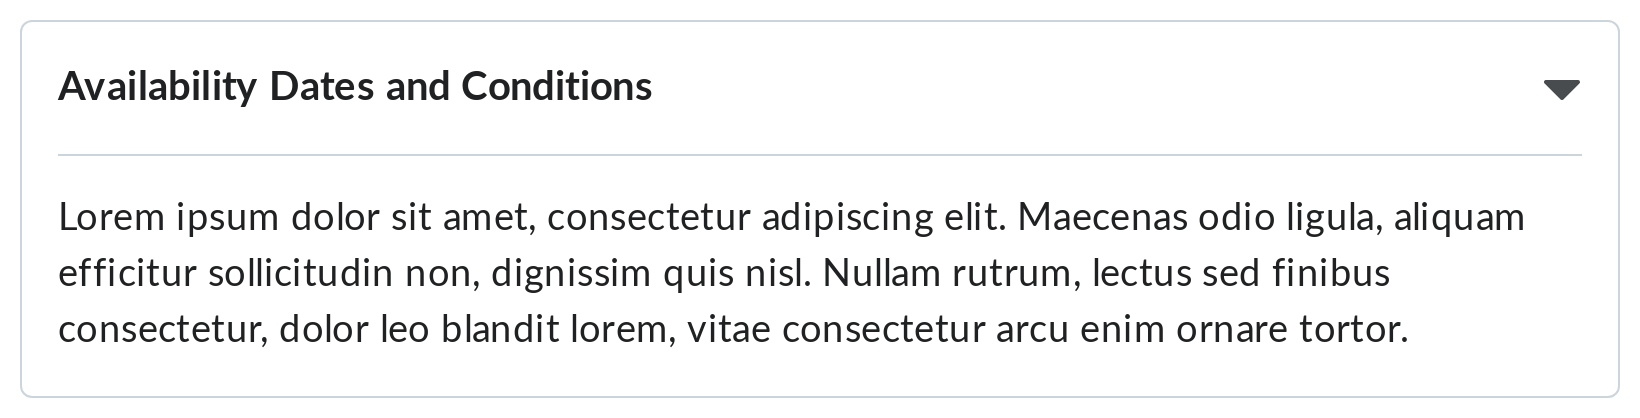 Availability Dates and Conditions
Lorem ipsum dolor sit amet, consectetur adipiscing elit. Maecenas odio ligula, aliquam
efficitur sollicitudin non, dignissim quis nisl. Nullam rutrum, lectus sed finibus
consectetur, dolor leo blandit lorem, vitae consectetur arcu enim ornare tortor.